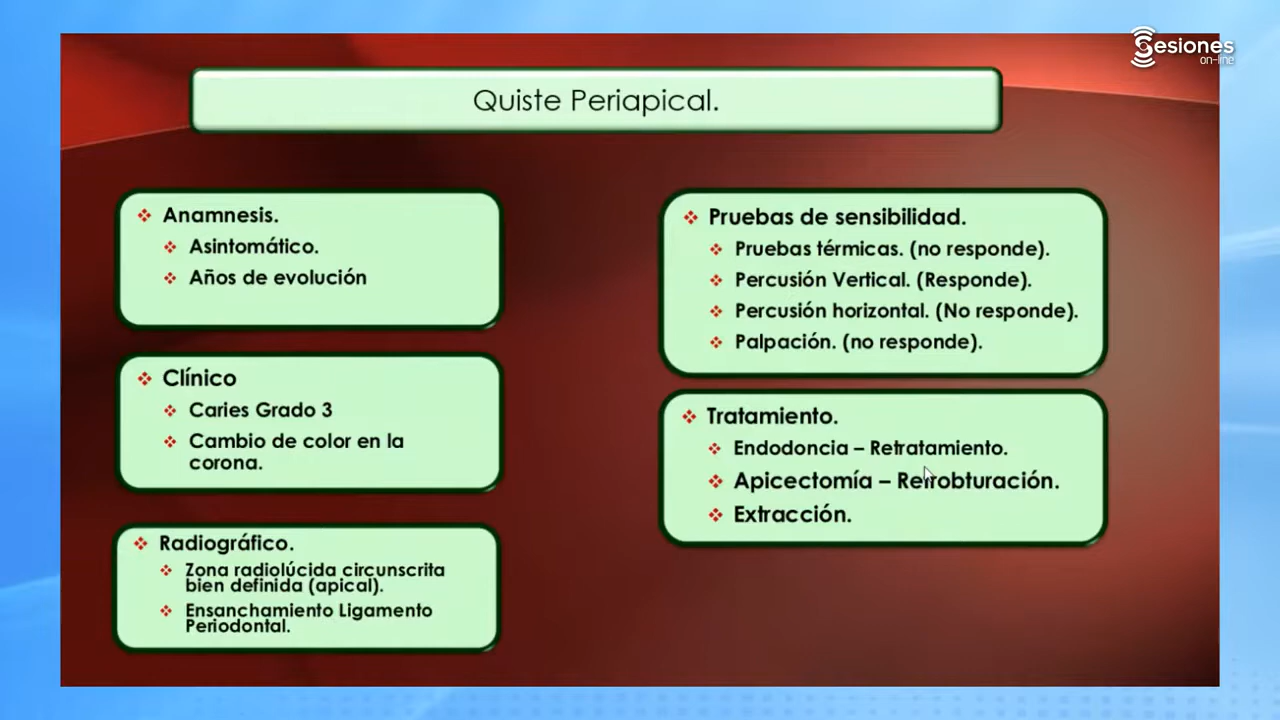 Sesiones
on-line
Quiste Periapical.
Anamnesis.
Asintomático.
Años de evolución
Clínico
Caries Grado 3
Cambio de color en la
corona.
Radiográfico.
Zona radiolúcida circunscrita
bien definida (apical).
Ensanchamiento Ligamento
Periodontal.
Pruebas de sensibilidad.
Pruebas térmicas. (no responde).
Percusión Vertical. (Responde).
Percusión horizontal. (No responde).
Palpación. (no responde).
Tratamiento.
Endodoncia – Retratamiento.
Apicectomía – Retrobturación.
Extracción.